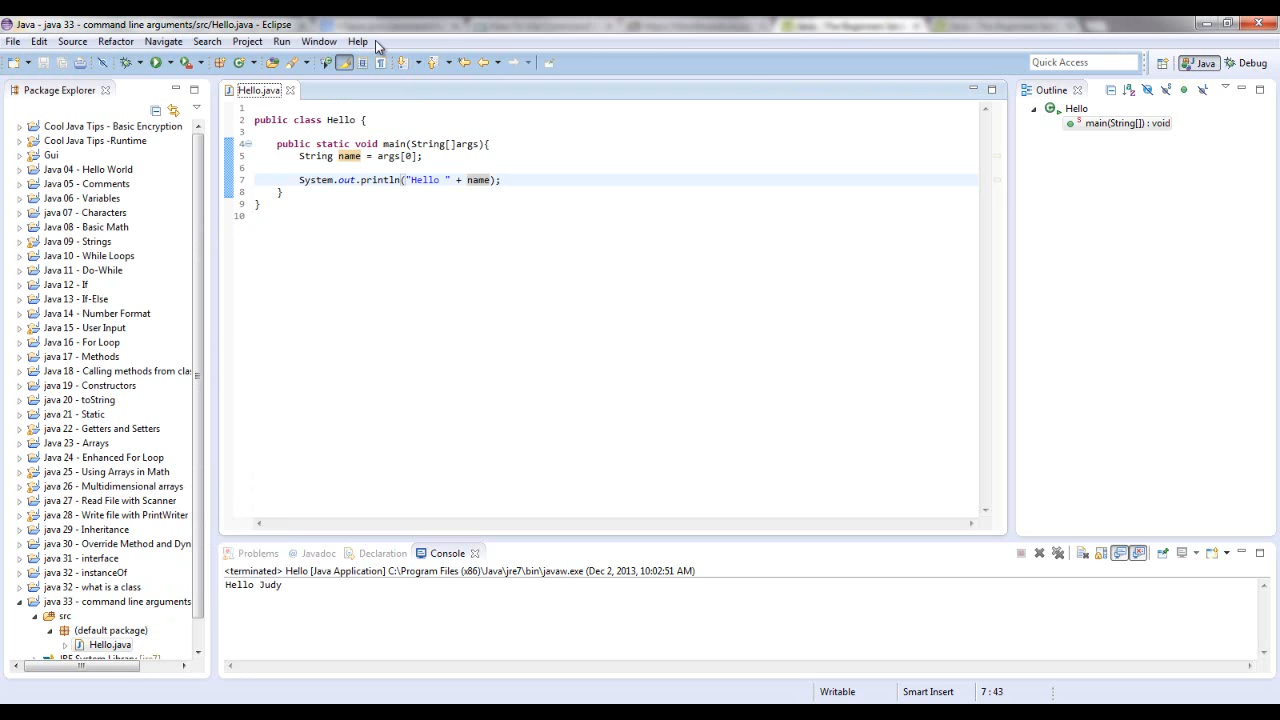 Java - java 33 - command line arguments/src/Hello.java - Eclipse
File Edit Source Refactor Navigate Search Project Run Window Help
Quick Access
Java
Debug
Package Explorer
Cool Java Tips - Basic Encryption
Cool Java Tips -Runtime
Gui
Java 04 - Hello World
Java 05 - Comments
Java 06 - Variables
java 07 - Characters
Java 08 - Basic Math
Java 09 - Strings
Java 10 - While Loops
Java 11 - Do-While
Java 12 - If
Java 13 - If-Else
Java 14 - Number Format
Java 15 - User Input
Java 16 - For Loop
java 17 - Methods
Java 18 - Calling methods from clas
java 19 - Constructors
java 20 - toString
java 21 - Static
java 22 - Getters and Setters
Java 23 - Arrays
Java 24 - Enhanced For Loop
java 25 - Using Arrays in Math
java 26 - Multidimensional arrays
java 27 - Read File with Scanner
java 28 - Write file with PrintWriter
java 29 - Inheritance
java 30 - Override Method and Dyn
java 31 - interface
java 32 - instanceOf
java 32 - what is a class
java 33 - command line arguments
src
(default package)
Hello.java
JRE System Library [jre7]
Hello.java
1
2 public class Hello {
3
4 public static void main(String[]args){
5 String name = args[0];
6
7 System.out.println("Hello " + name);
8 }
9 }
10
Outline
Hello
main(String[]) : void
Problems Javadoc Declaration Console
<terminated> Hello [Java Application] C:\Program Files (x86)\Java\jre7\bin\javaw.exe (Dec 2, 2013, 10:02:51 AM)
Hello Judy
Writable Smart Insert 7 : 43